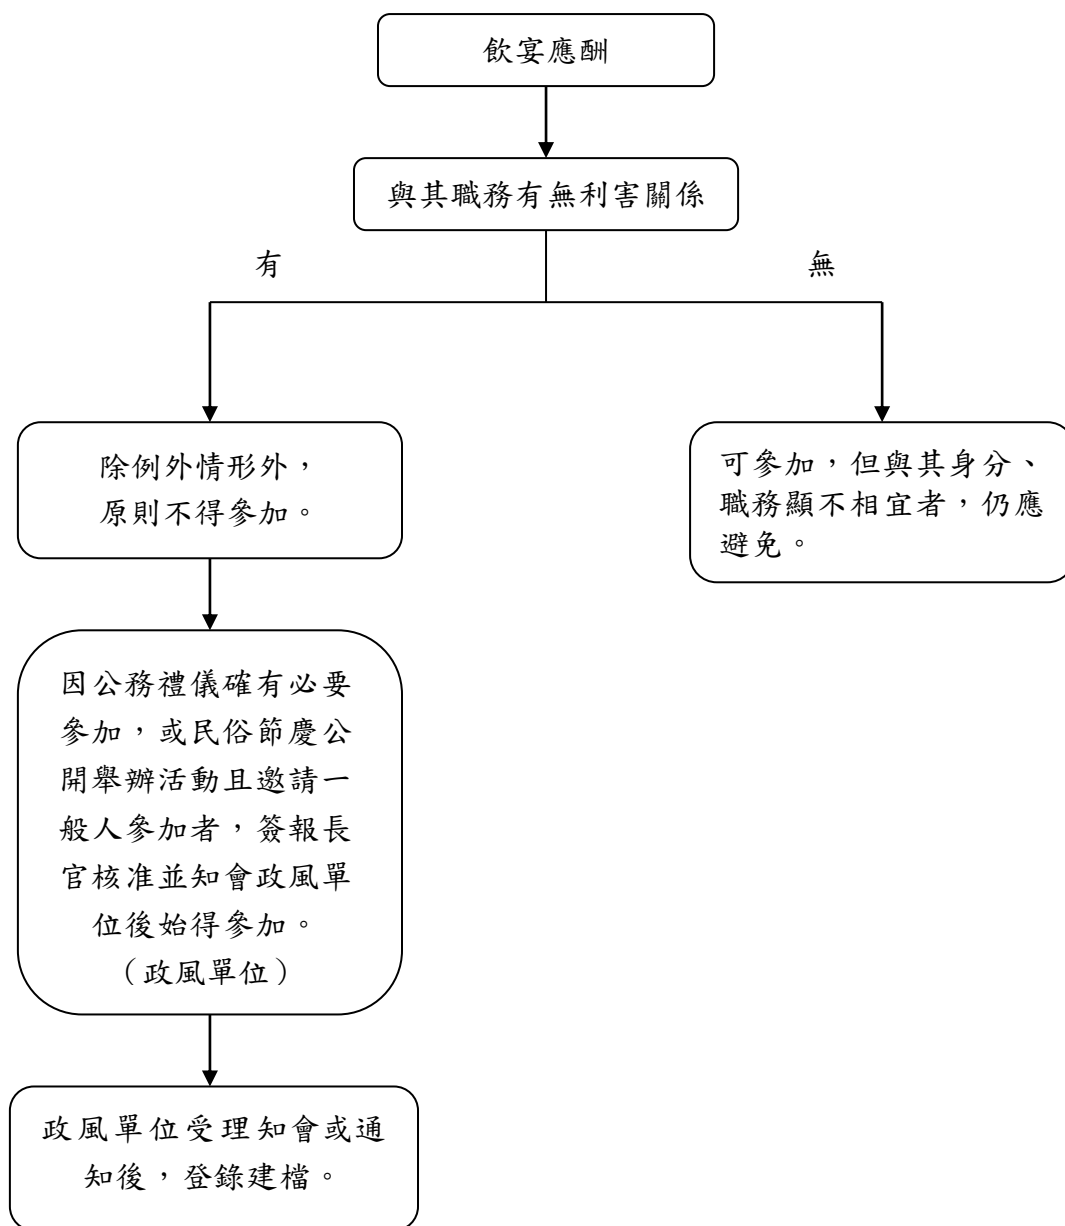 飲宴應酬
與其職務有無利害關係
有
無
除例外情形外，
原則不得參加。
可參加，但與其身分、
職務顯不相宜者，仍應
避免。
因公務禮儀確有必要
參加，或民俗節慶公
開舉辦活動且邀請一
般人參加者，簽報長
官核准並知會政風單
位後始得參加。
（政風單位）
政風單位受理知會或通
知後，登錄建檔。